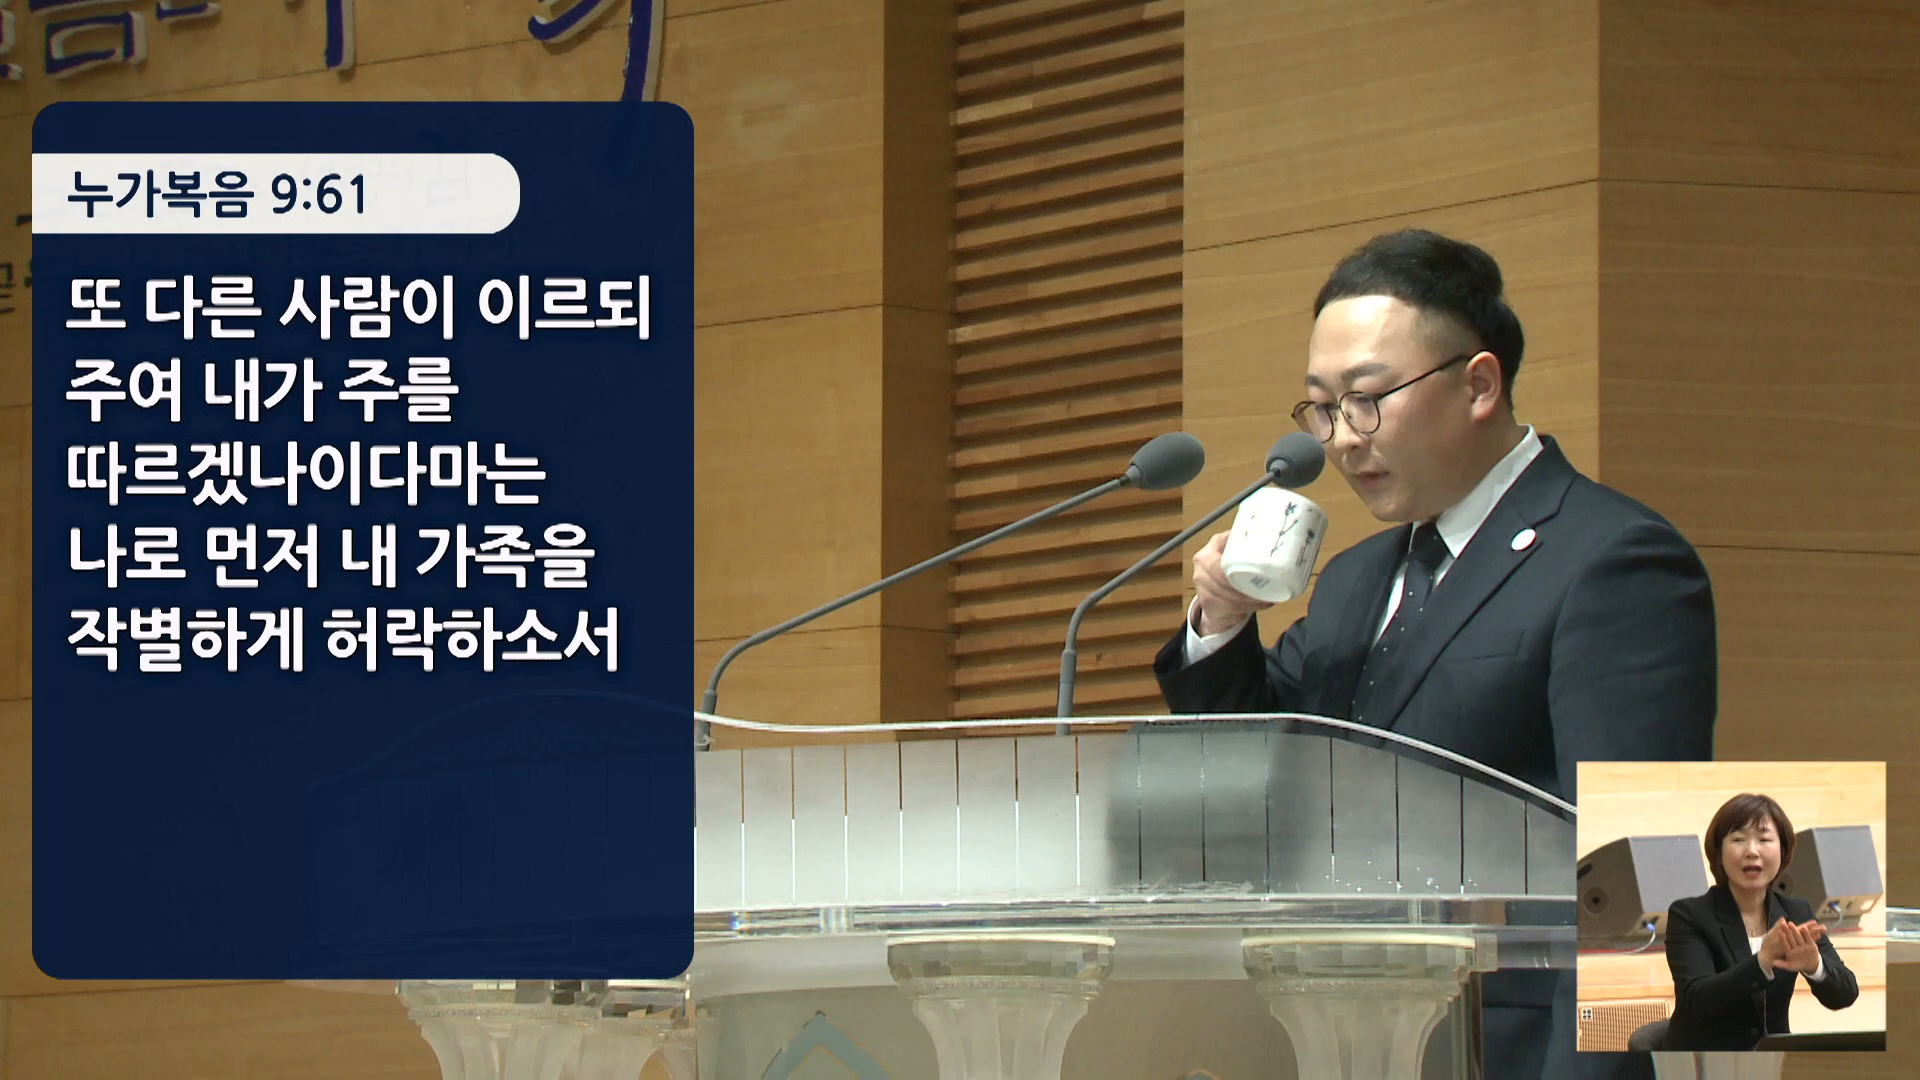 누가복음 9:61
또 다른 사람이 이르되
주여 내가 주를
따르겠나이다마는
나로 먼저 내 가족을
작별하게 허락하소서